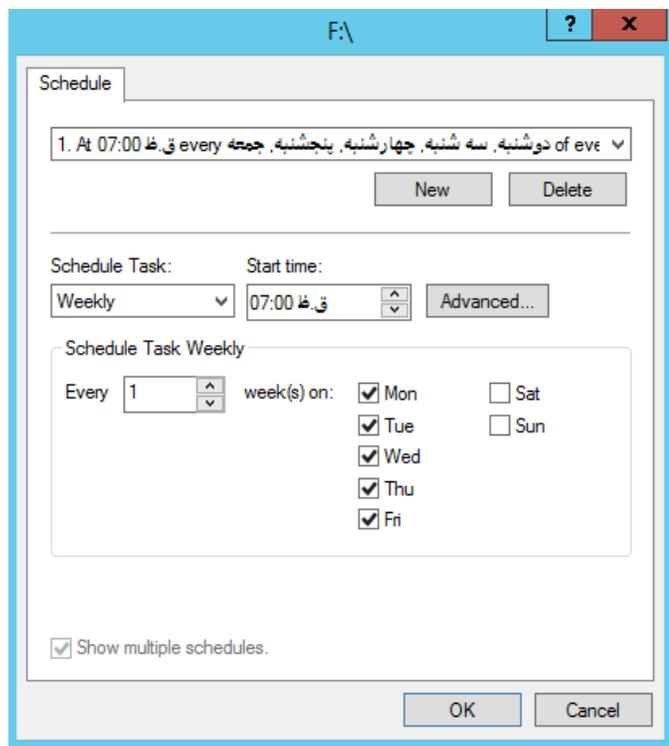 F:\
?
x
Schedule
1. At 07:00 ق.ظ every دوشنبه, سه شنبه, چهارشنبه, پنجشنبه, جمعه of eve
New
Delete
Schedule Task:
Start time:
Weekly
07:00 ق.ظ
Advanced...
Schedule Task Weekly
Every 1 week(s) on:
Mon
Sat
Tue
Sun
Wed
Thu
Fri
Show multiple schedules.
OK
Cancel